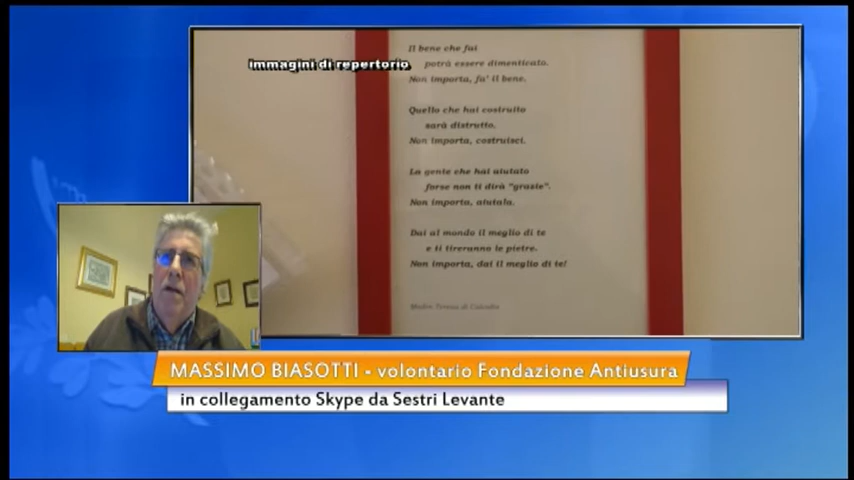 Immagini di repertorio
Il bene che fai
potrà essere dimenticato.
Non importa, fa' il bene.
Quello che hai costruito
sarà distrutto.
Non importa, costruisci.
La gente che hai aiutato
forse non ti dirà "grazie".
Non importa, aiutala.
Dai al mondo il meglio di te
e ti tireranno le pietre.
Non importa, dai il meglio di te!
Madre Teresa di Calcutta
MASSIMO BIASOTTI - volontario Fondazione Antiusura
in collegamento Skype da Sestri Levante